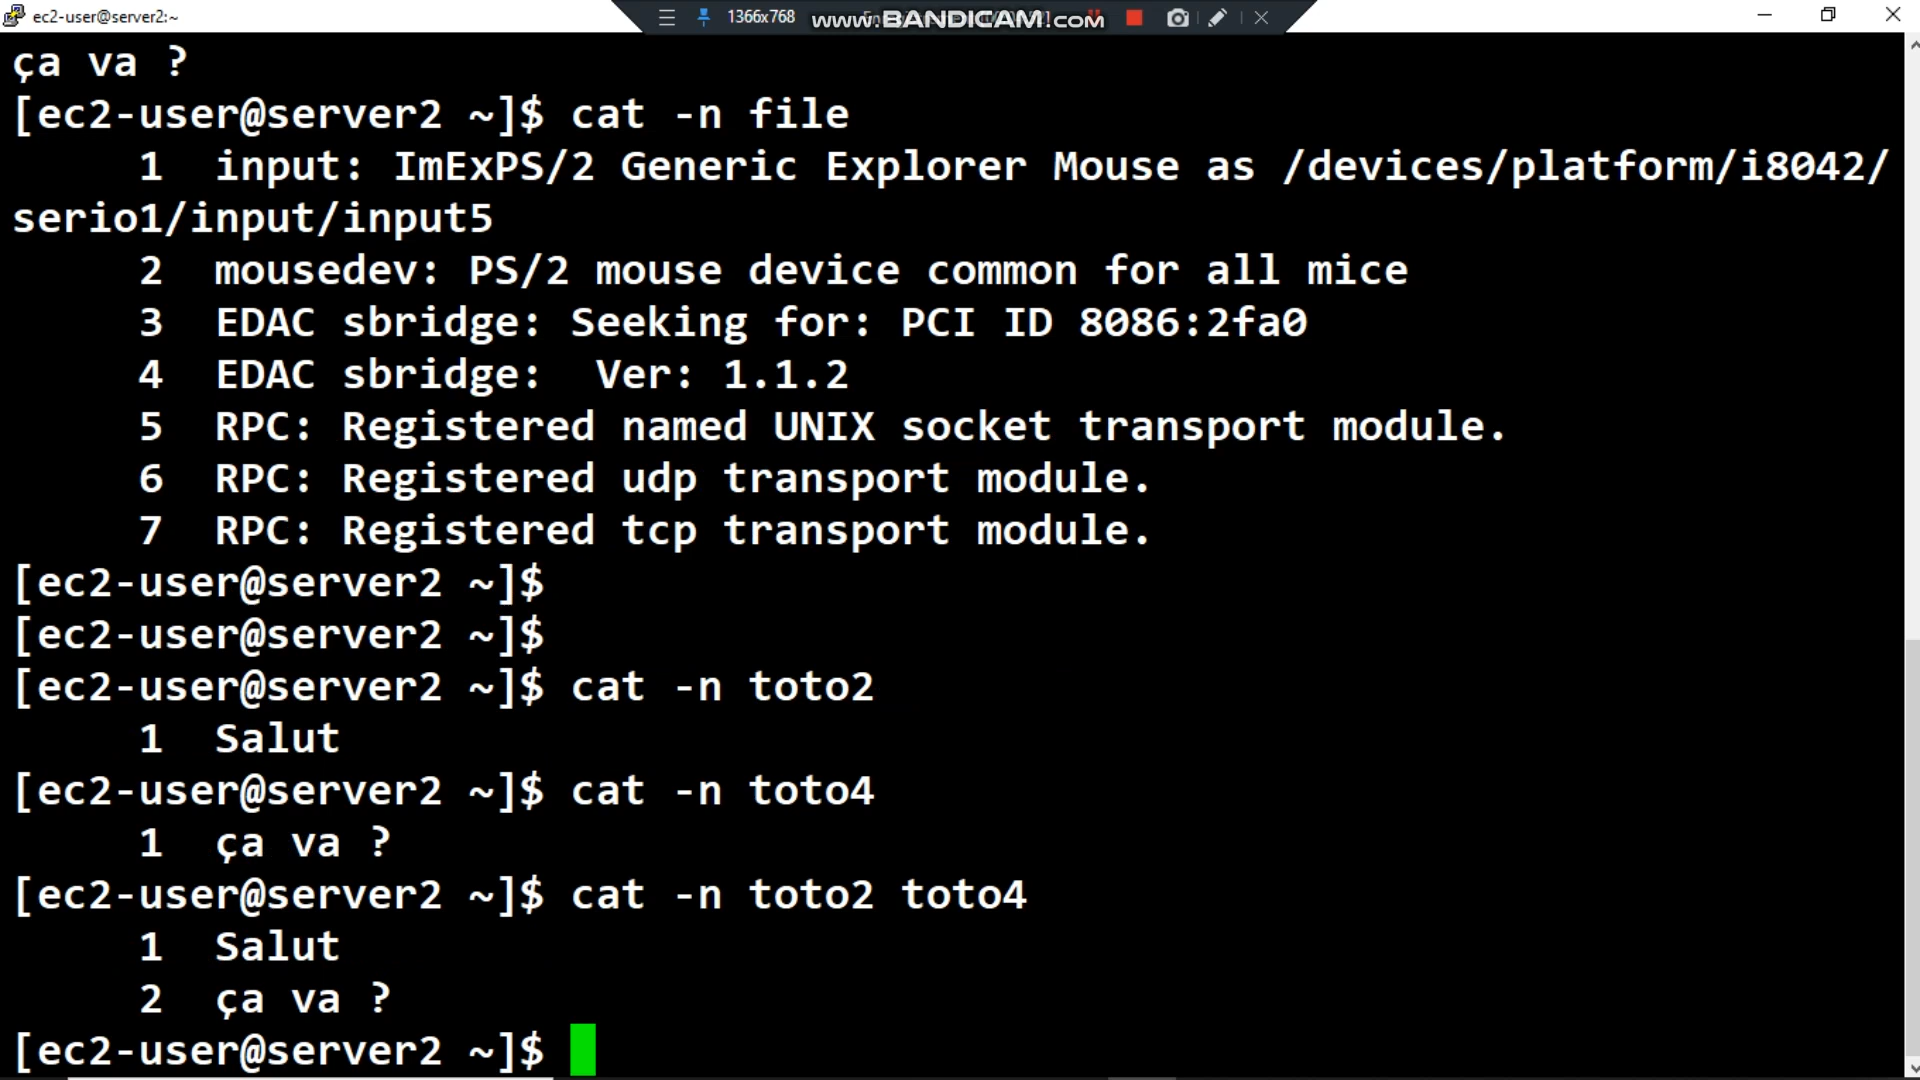 ec2-user@server2:~
1366x768
www.BANDICAM.com
ça va ?
[ec2-user@server2 ~]$ cat -n file
     1  input: ImExPS/2 Generic Explorer Mouse as /devices/platform/i8042/
serio1/input/input5
     2  mousedev: PS/2 mouse device common for all mice
     3  EDAC sbridge: Seeking for: PCI ID 8086:2fa0
     4  EDAC sbridge:  Ver: 1.1.2
     5  RPC: Registered named UNIX socket transport module.
     6  RPC: Registered udp transport module.
     7  RPC: Registered tcp transport module.
[ec2-user@server2 ~]$
[ec2-user@server2 ~]$
[ec2-user@server2 ~]$ cat -n toto2
     1  Salut
[ec2-user@server2 ~]$ cat -n toto4
     1  ça va ?
[ec2-user@server2 ~]$ cat -n toto2 toto4
     1  Salut
     2  ça va ?
[ec2-user@server2 ~]$